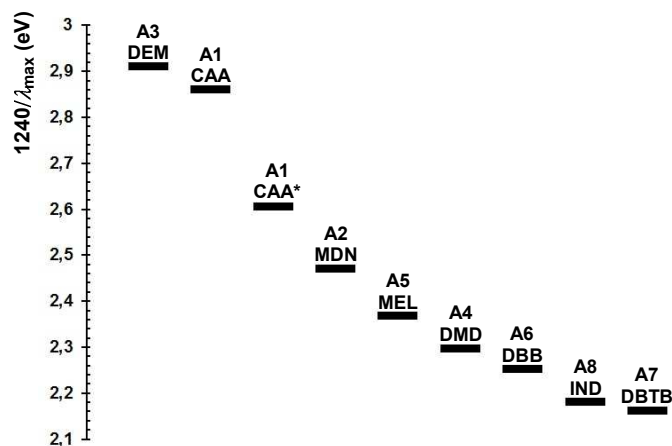 1240/λmax (eV)
3
2,9
2,8
2,7
2,6
2,5
2,4
2,3
2,2
2,1
A3
DEM
A1
CAA
A1
CAA*
A2
MDN
A5
MEL
A4
DMD
A6
DBB
A8
IND
A7
DBTB